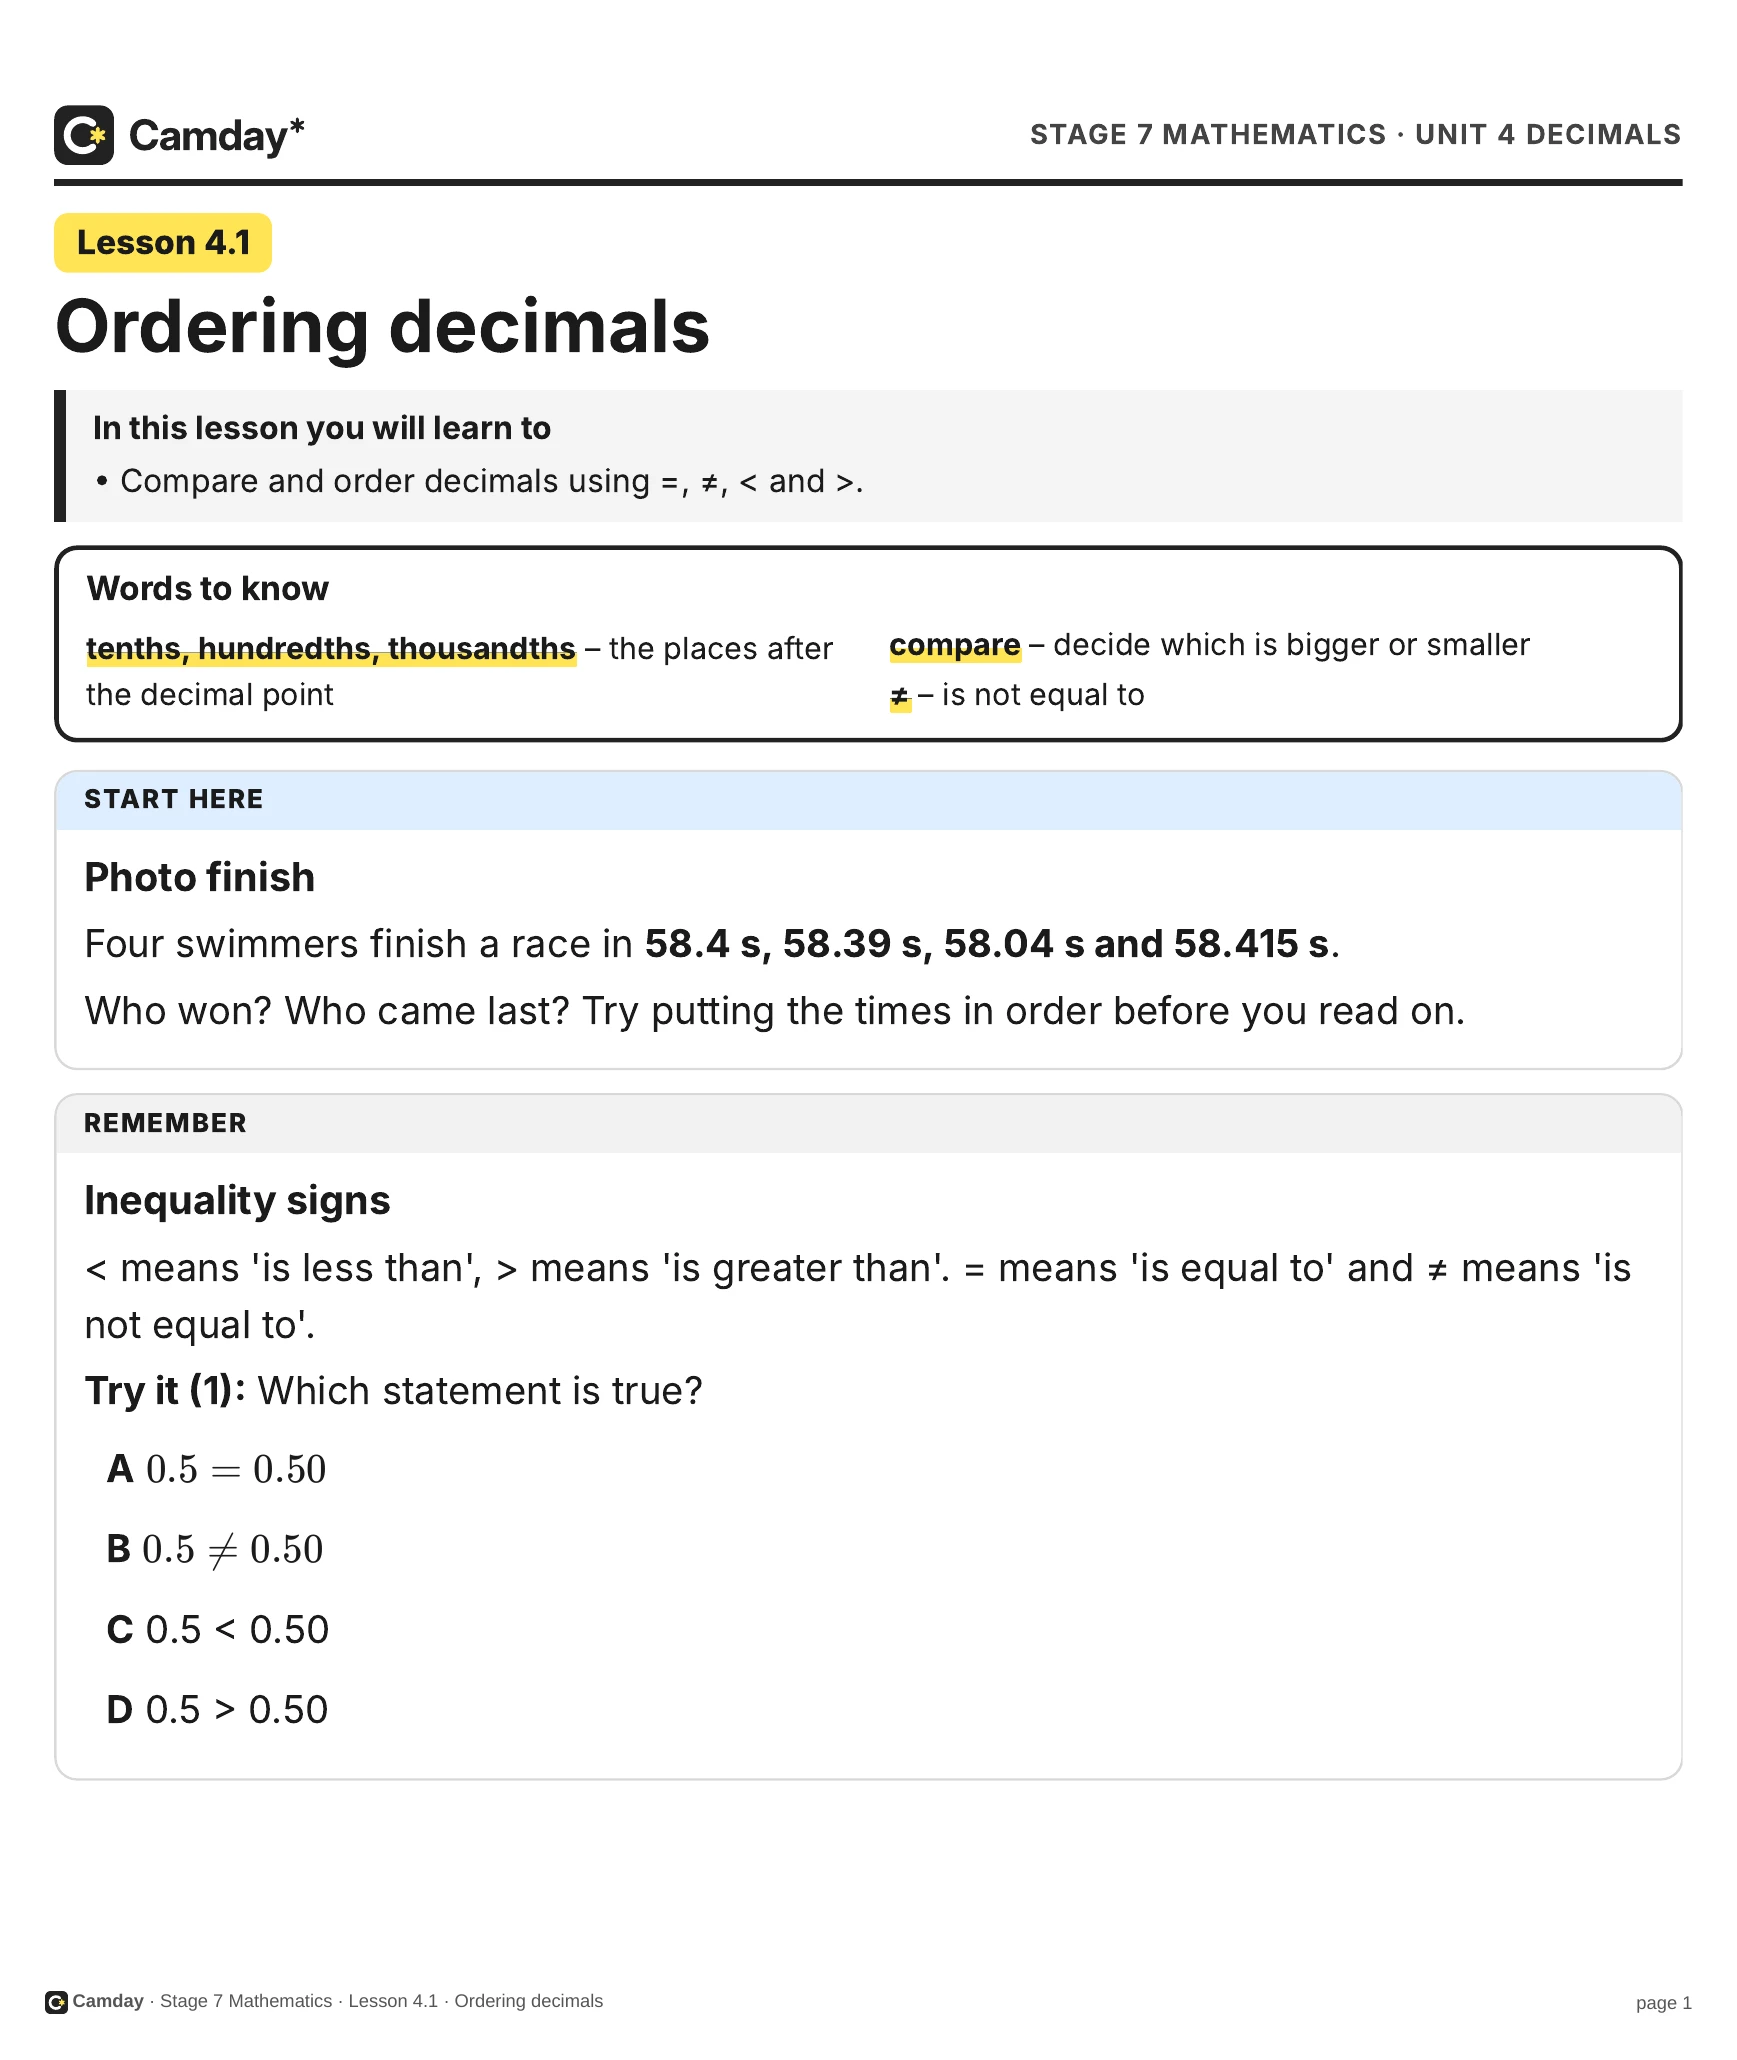 Camday*
STAGE 7 MATHEMATICS · UNIT 4 DECIMALS
Lesson 4.1
Ordering decimals
In this lesson you will learn to
• Compare and order decimals using =, ≠, < and >.
Words to know
tenths, hundredths, thousandths – the places after
the decimal point
compare – decide which is bigger or smaller
≠ – is not equal to
START HERE
Photo finish
Four swimmers finish a race in 58.4 s, 58.39 s, 58.04 s and 58.415 s.
Who won? Who came last? Try putting the times in order before you read on.
REMEMBER
Inequality signs
< means 'is less than', > means 'is greater than'. = means 'is equal to' and ≠ means 'is
not equal to'.
Try it (1): Which statement is true?
A 0.5 = 0.50
B 0.5 ≠ 0.50
C 0.5 < 0.50
D 0.5 > 0.50
Camday · Stage 7 Mathematics · Lesson 4.1 · Ordering decimals
page 1